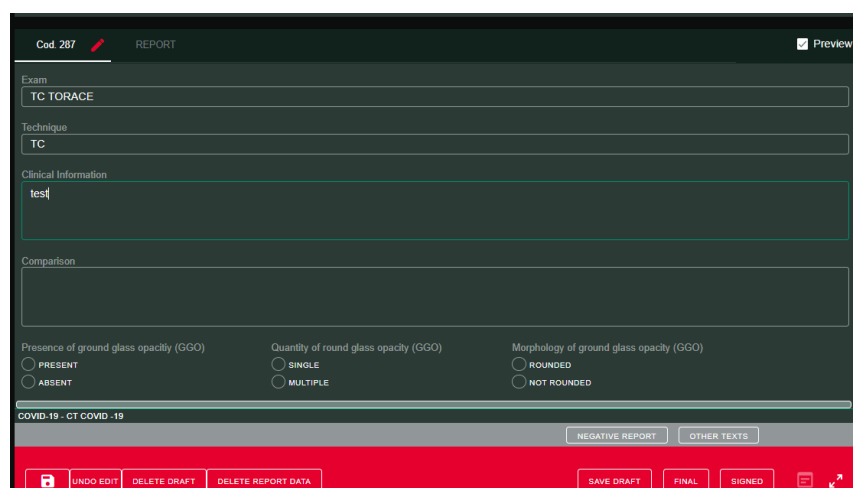 Cod. 287 REPORT Preview
Exam
TC TORACE
Technique
TC
Clinical Information
test
Comparison
Presence of ground glass opacitiy (GGO) Quantity of round glass opacity (GGO) Morphology of ground glass opacity (GGO)
PRESENT SINGLE ROUNDED
ABSENT MULTIPLE NOT ROUNDED
COVID-19 - CT COVID -19
NEGATIVE REPORT OTHER TEXTS
UNDO EDIT DELETE DRAFT DELETE REPORT DATA SAVE DRAFT FINAL SIGNED